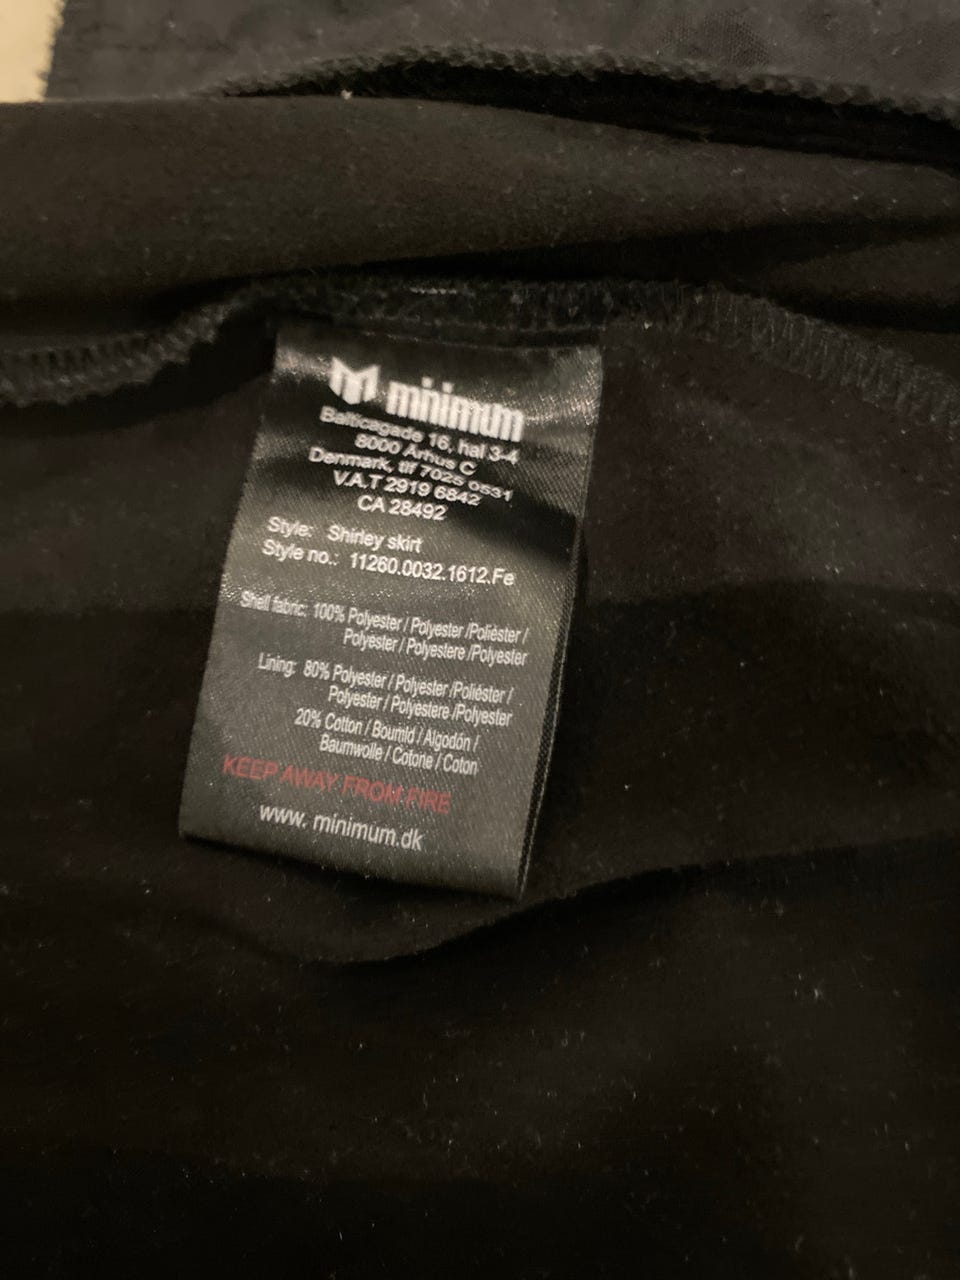 minimum
Balticagade 16, hal 3-4
8000 Århus C
Denmark, tlf 7025 0531
V.A.T 2919 6842
CA 28492
Style: Shirley skirt
Style no.: 11260.0032.1612.Fe
Shell fabric: 100% Polyester / Polyester /Poliéster /
Polyester / Polyestere /Polyester
Lining: 80% Polyester / Polyester /Poliéster /
Polyester / Polyestere /Polyester
20% Cotton / Boumld / Algodón /
Baumwolle / Cotone / Coton
KEEP AWAY FROM FIRE
www. minimum.dk